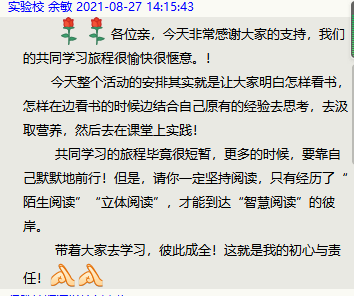 实验校 余敏 2021-08-27 14:15:43
各位亲，今天非常感谢大家的支持，我们
的共同学习旅程很愉快很惬意。！
今天整个活动的安排其实就是让大家明白怎样看书，
怎样在边看书的时候边结合自己原有的经验去思考，去汲
取营养，然后去在课堂上实践！
共同学习的旅程毕竟很短暂，更多的时候，要靠自
己默默地前行！但是，请你一定坚持阅读，只有经历了“
陌生阅读”“立体阅读”，才能到达“智慧阅读”的彼
岸。
带着大家去学习，彼此成全！这就是我的初心与责
任！